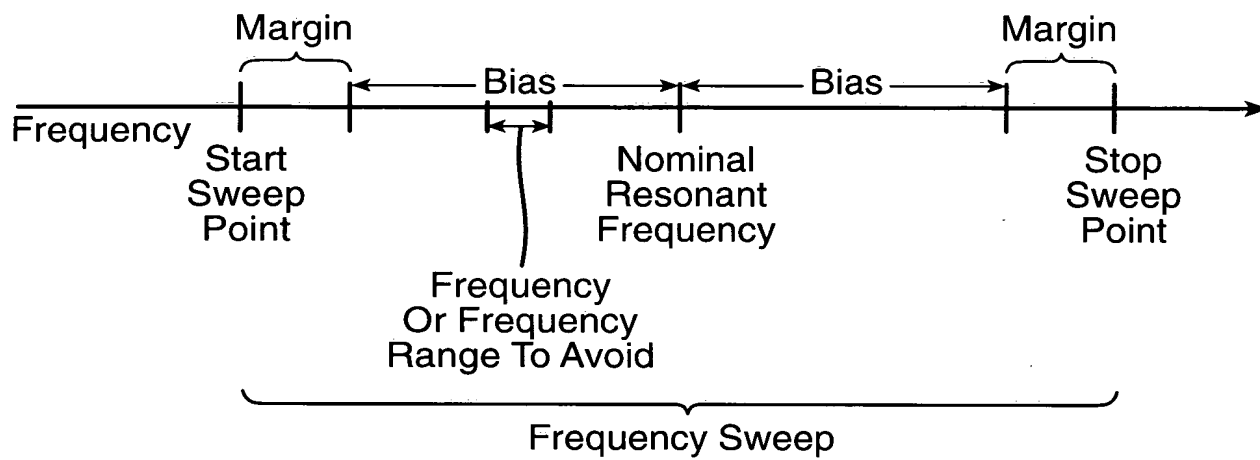 Margin
Margin
Bias
Bias
Frequency
Start
Sweep
Point
Nominal
Resonant
Frequency
Stop
Sweep
Point
Frequency
Or Frequency
Range To Avoid
Frequency Sweep